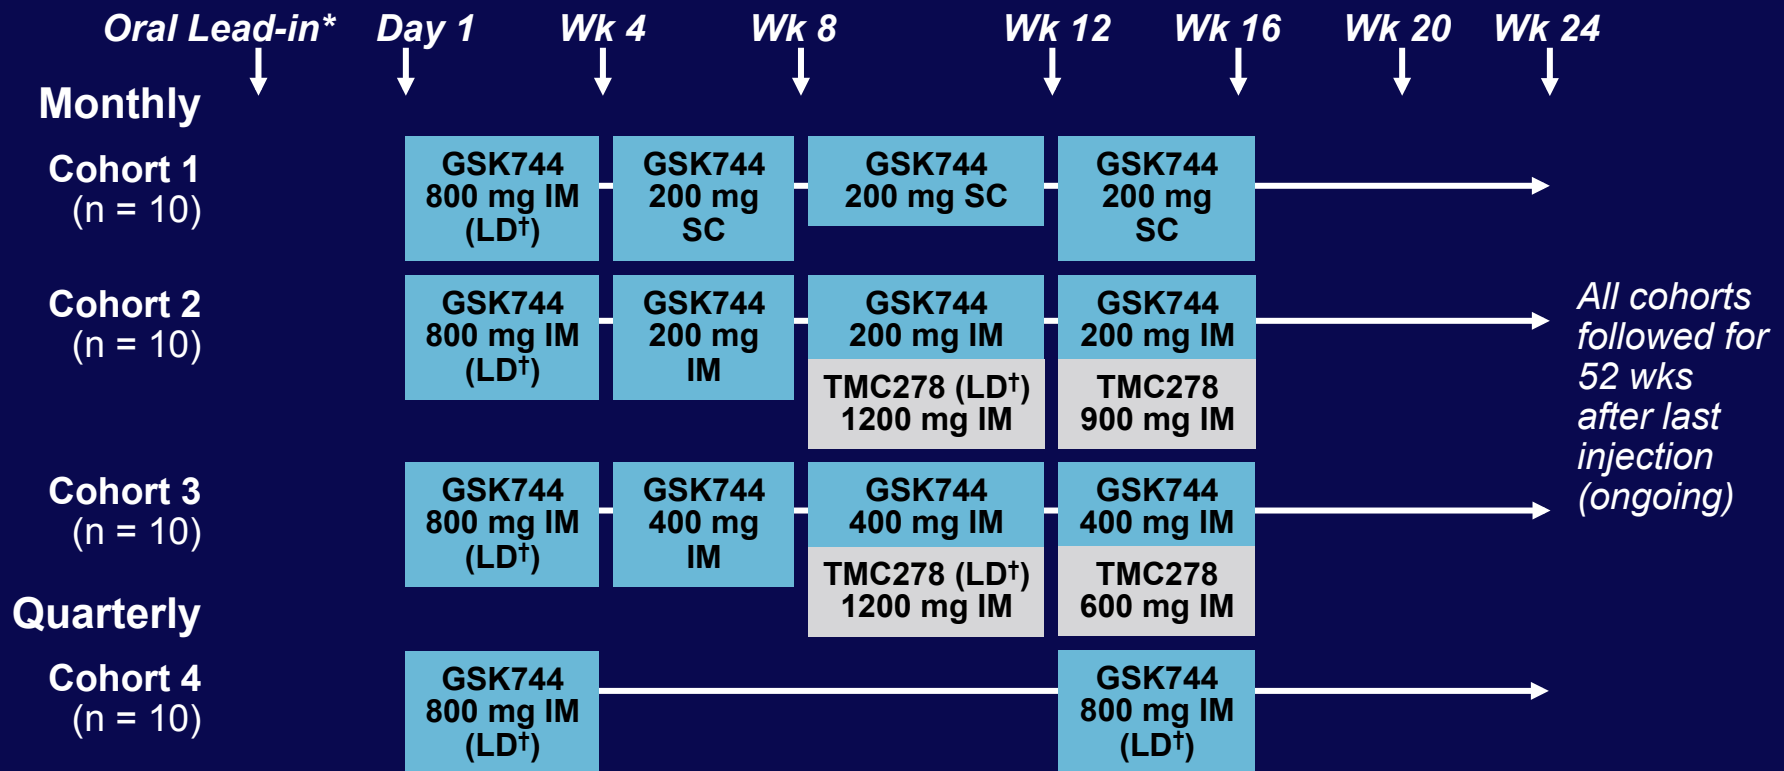 Oral Lead-in* Day 1 Wk 4 Wk 8 Wk 12 Wk 16 Wk 20 Wk 24
Monthly
Cohort 1
(n = 10)
GSK744
800 mg IM
(LD†)
GSK744
200 mg
SC
GSK744
200 mg SC
GSK744
200 mg
SC
Cohort 2
(n = 10)
GSK744
800 mg IM
(LD†)
GSK744
200 mg
IM
GSK744
200 mg IM
TMC278 (LD†)
1200 mg IM
GSK744
200 mg IM
TMC278
900 mg IM
Cohort 3
(n = 10)
GSK744
800 mg IM
(LD†)
GSK744
400 mg
IM
GSK744
400 mg IM
TMC278 (LD†)
1200 mg IM
GSK744
400 mg IM
TMC278
600 mg IM
Quarterly
Cohort 4
(n = 10)
GSK744
800 mg IM
(LD†)
GSK744
800 mg IM
(LD†)
All cohorts
followed for
52 wks
after last
injection
(ongoing)